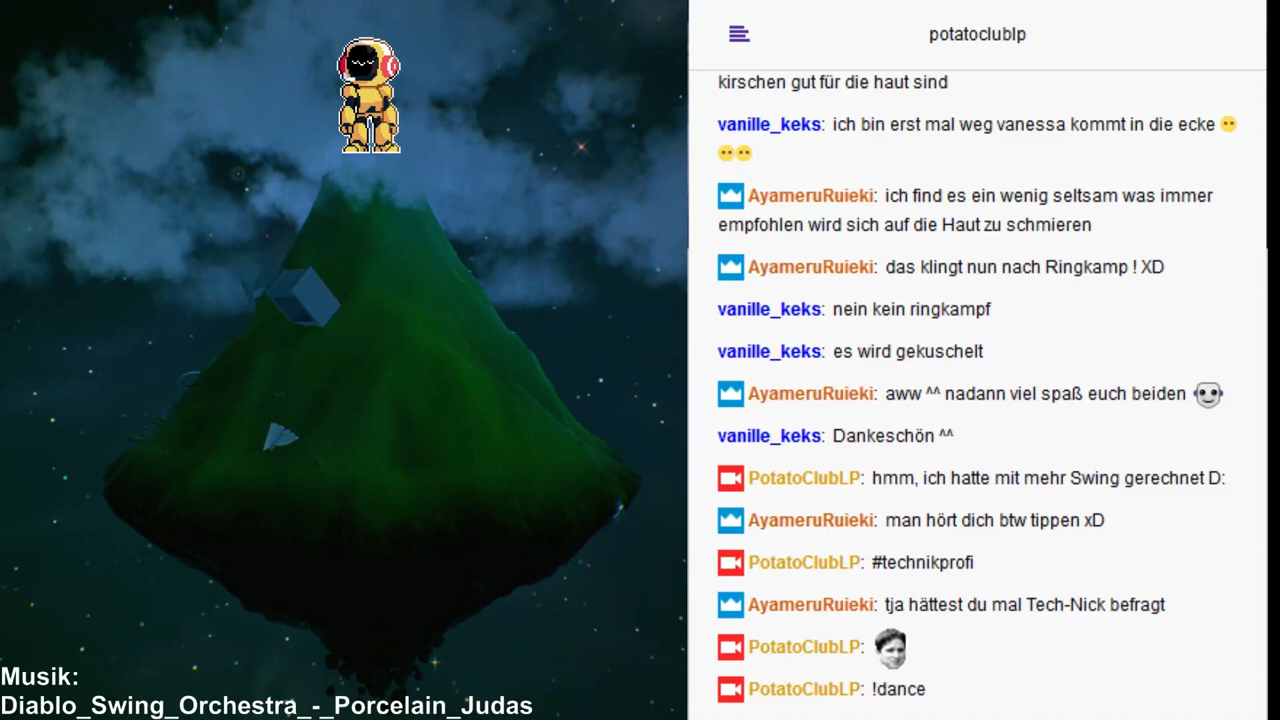 potatoclublp
kirschen gut für die haut sind
vanille_keks: ich bin erst mal weg vanessa kommt in die ecke
AyameruRuieki: ich find es ein wenig seltsam was immer
empfohlen wird sich auf die Haut zu schmieren
AyameruRuieki: das klingt nun nach Ringkamp ! XD
vanille_keks: nein kein ringkampf
vanille_keks: es wird gekuschelt
AyameruRuieki: aww ^^ nadann viel spaß euch beiden
vanille_keks: Dankeschön ^^
PotatoClubLP: hmm, ich hatte mit mehr Swing gerechnet D:
AyameruRuieki: man hört dich btw tippen xD
PotatoClubLP: #technikprofi
AyameruRuieki: tja hättest du mal Tech-Nick befragt
PotatoClubLP:
PotatoClubLP: !dance
Musik:
Diablo_Swing_Orchestra_-_Porcelain_Judas